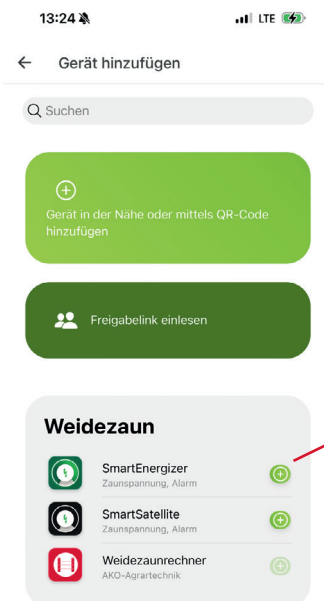 13:24
LTE
Gerät hinzufügen
Suchen
Gerät in der Nähe oder mittels QR-Code
hinzufügen
Freigabelink einlesen
Weidezaun
SmartEnergizer
Zaunspannung, Alarm
SmartSatellite
Zaunspannung, Alarm
Weidezaunrechner
AKO-Agrartechnik